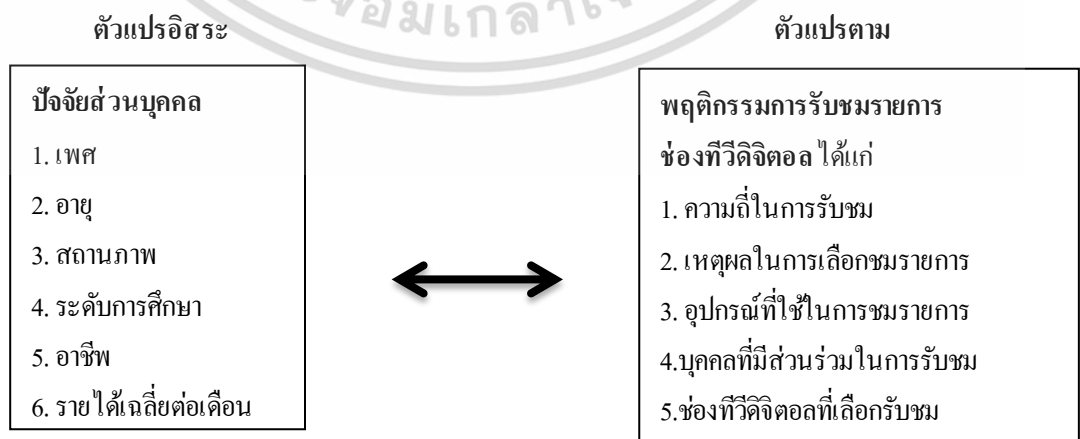 ตัวแปรอิสระ
ปัจจัยส่วนบุคคล
1. เพศ
2. อายุ
3. สถานภาพ
4. ระดับการศึกษา
5. อาชีพ
6. รายได้เฉลี่ยต่อเดือน
ตัวแปรตาม
พฤติกรรมการรับชมรายการ
ช่องทีวีดิจิตอล ได้แก่
1. ความถี่ในการรับชม
2. เหตุผลในการเลือกชมรายการ
3. อุปกรณ์ที่ใช้ในการชมรายการ
4.บุคคลที่มีส่วนร่วมในการรับชม
5.ช่องทีวีดิจิตอลที่เลือกรับชม